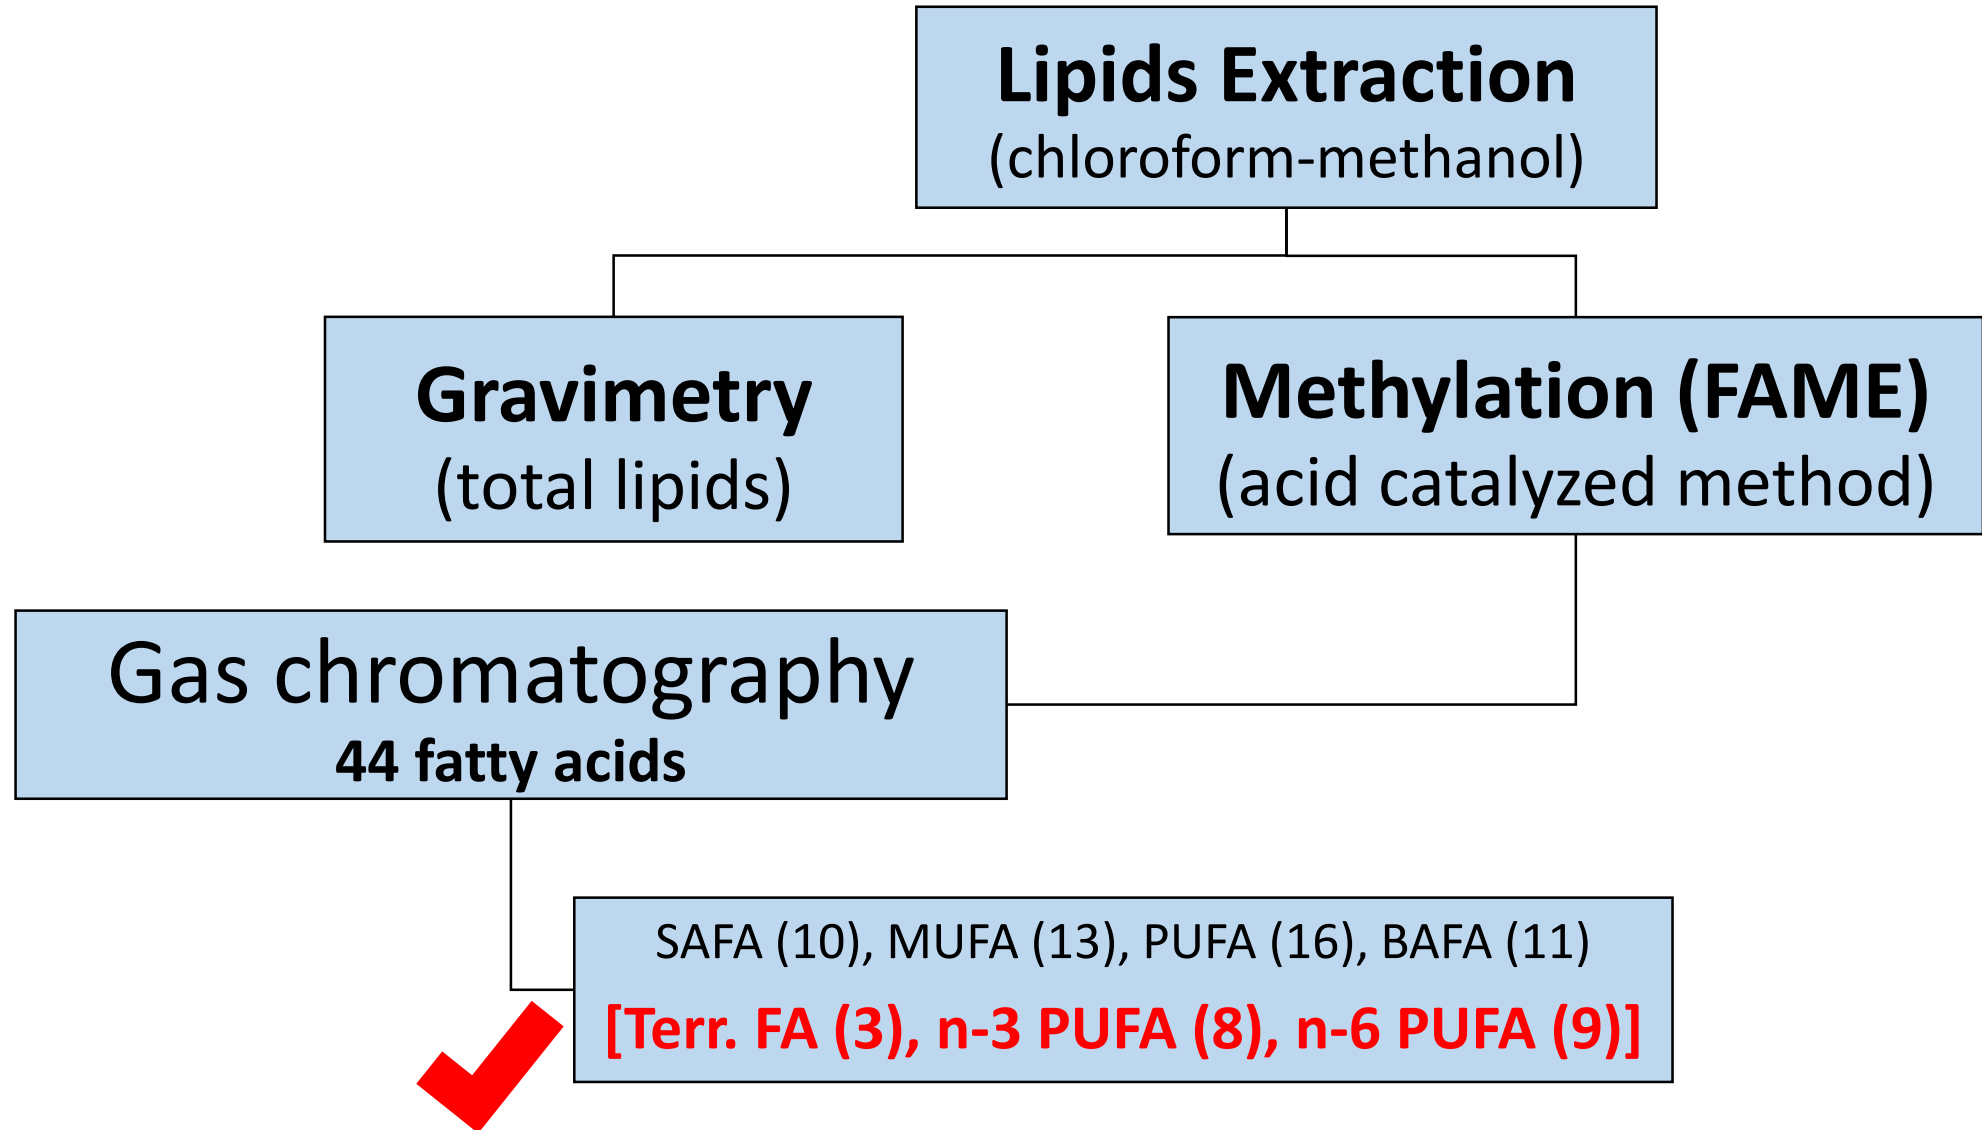 Lipids Extraction
(chloroform-methanol)
Gravimetry
(total lipids)
Methylation (FAME)
(acid catalyzed method)
Gas chromatography
44 fatty acids
SAFA (10), MUFA (13), PUFA (16), BAFA (11)
[Terr. FA (3), n-3 PUFA (8), n-6 PUFA (9)]